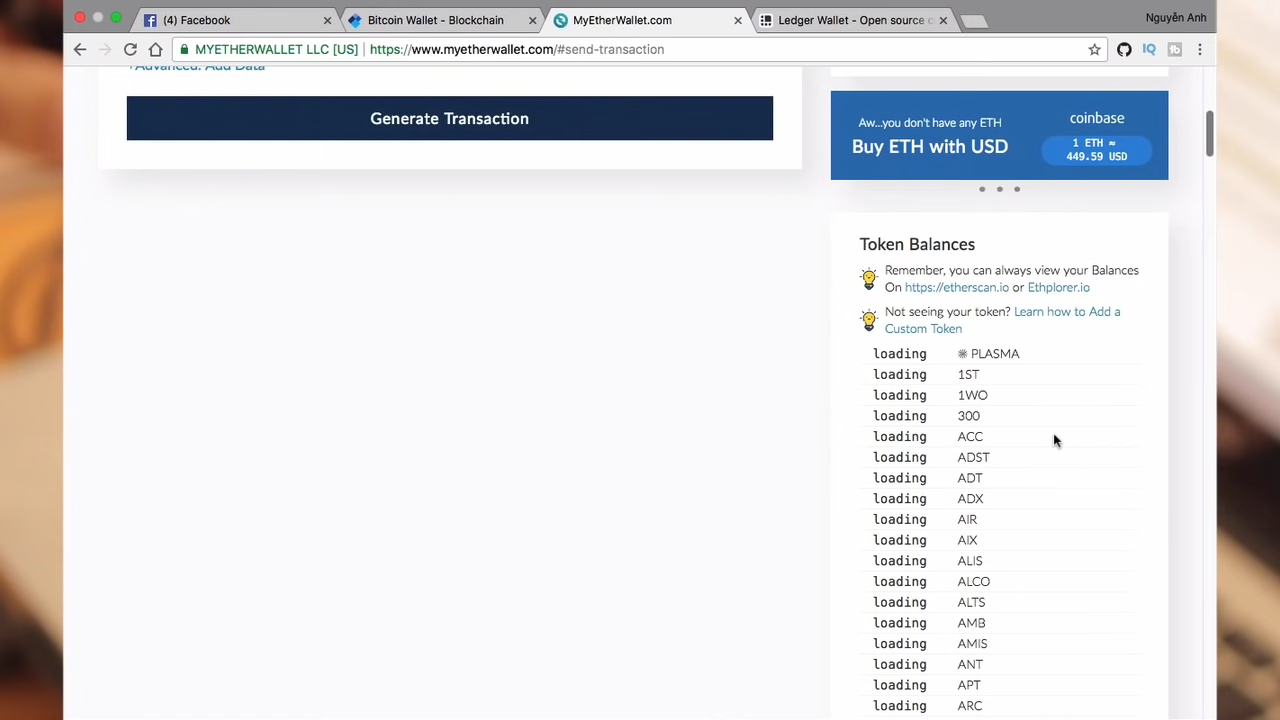 (4) Facebook
Bitcoin Wallet - Blockchain
MyEtherWallet.com
Ledger Wallet - Open source c
Nguyễn Anh
MYETHERWALLET LLC [US] | https://www.myetherwallet.com/#send-transaction
+Advanced: Add Data
Generate Transaction
Aw...you don't have any ETH
Buy ETH with USD
coinbase
1 ETH ≈
449.59 USD
Token Balances
Remember, you can always view your Balances
On https://etherscan.io or Ethplorer.io
Not seeing your token? Learn how to Add a
Custom Token
loading ⎈ PLASMA
loading 1ST
loading 1WO
loading 300
loading ACC
loading ADST
loading ADT
loading ADX
loading AIR
loading AIX
loading ALIS
loading ALCO
loading ALTS
loading AMB
loading AMIS
loading ANT
loading APT
loading ARC